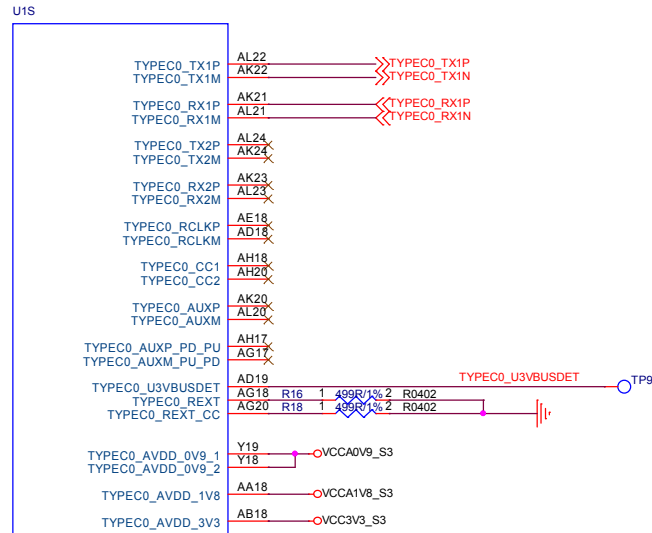 U1S
TYPEC0_TX1P AL22 TYPEC0_TX1P
TYPEC0_TX1M AK22 TYPEC0_TX1N
TYPEC0_RX1P AK21 TYPEC0_RX1P
TYPEC0_RX1M AL21 TYPEC0_RX1N
TYPEC0_TX2P AL24
TYPEC0_TX2M AK24
TYPEC0_RX2P AK23
TYPEC0_RX2M AL23
TYPEC0_RCLKP AE18
TYPEC0_RCLKM AD18
TYPEC0_CC1 AH18
TYPEC0_CC2 AH20
TYPEC0_AUXP AK20
TYPEC0_AUXM AL20
TYPEC0_AUXP_PD_PU AH17
TYPEC0_AUXM_PU_PD AG17
TYPEC0_U3VBUSDET AD19 TYPEC0_U3VBUSDET TP9
TYPEC0_REXT AG18 R16 1 499R/1% 2 R0402
TYPEC0_REXT_CC AG20 R18 1 499R/1% 2 R0402
TYPEC0_AVDD_0V9_1 Y19 VCCA0V9_S3
TYPEC0_AVDD_0V9_2 Y18
TYPEC0_AVDD_1V8 AA18 VCCA1V8_S3
TYPEC0_AVDD_3V3 AB18 VCC3V3_S3